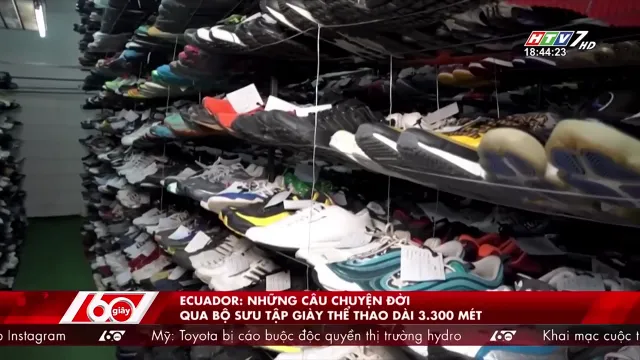 HTV7 HD
18:44:23
60 giây
ECUADOR: NHỮNG CÂU CHUYỆN ĐỜI
QUA BỘ SƯU TẬP GIÀY THỂ THAO DÀI 3.300 MÉT
o Instagram Mỹ: Toyota bị cáo buộc độc quyền thị trường hydro Khai mạc cuộc t